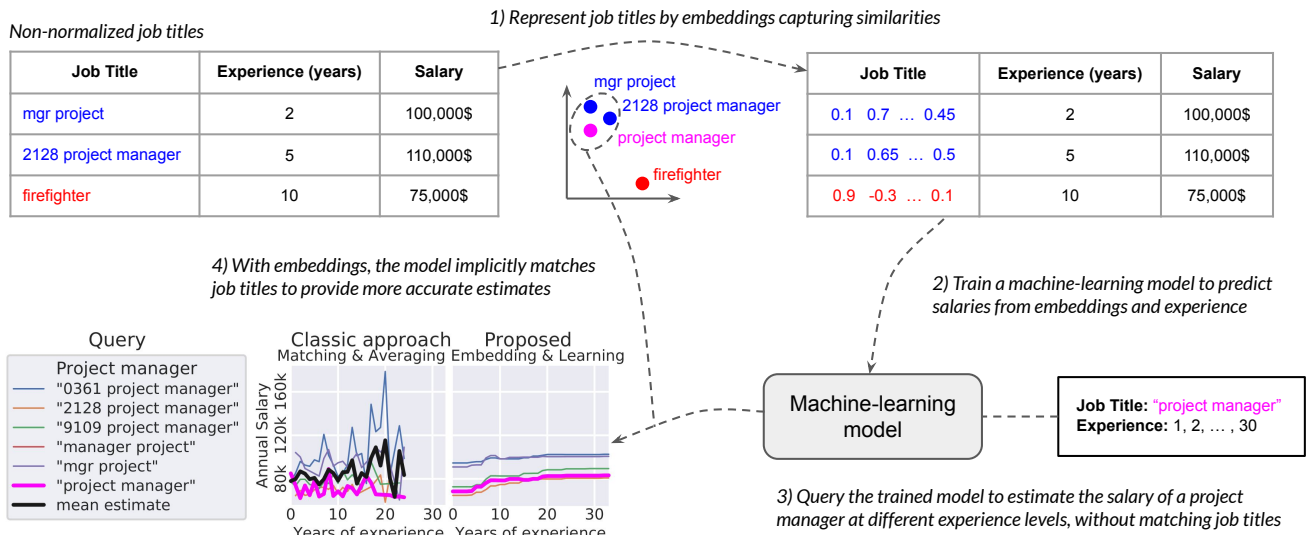 1) Represent job titles by embeddings capturing similarities
Non-normalized job titles
Job Title Experience (years) Salary
mgr project 2 100,000$
2128 project manager 5 110,000$
firefighter 10 75,000$
mgr project
2128 project manager
project manager
firefighter
Job Title Experience (years) Salary
0.1 0.7 … 0.45 2 100,000$
0.1 0.65 … 0.5 5 110,000$
0.9 -0.3 … 0.1 10 75,000$
4) With embeddings, the model implicitly matches
job titles to provide more accurate estimates
2) Train a machine-learning model to predict
salaries from embeddings and experience
Query
Project manager
"0361 project manager"
"2128 project manager"
"9109 project manager"
"manager project"
"mgr project"
"project manager"
mean estimate
Classic approach
Matching & Averaging
Proposed
Embedding & Learning
Annual Salary
160k
120k
80k
0 10 20 30
Years of experience
0 10 20 30
Years of experience
Machine-learning
model
Job Title: “project manager”
Experience: 1, 2, … , 30
3) Query the trained model to estimate the salary of a project
manager at different experience levels, without matching job titles